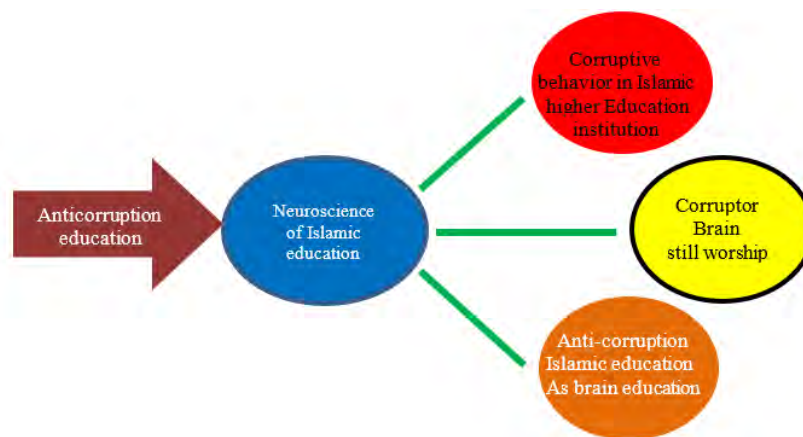 Anticorruption
education
Neuroscience
of Islamic
education
Corruptive
behavior in Islamic
higher Education
institution
Corruptor
Brain
still worship
Anti-corruption
Islamic education
As brain education